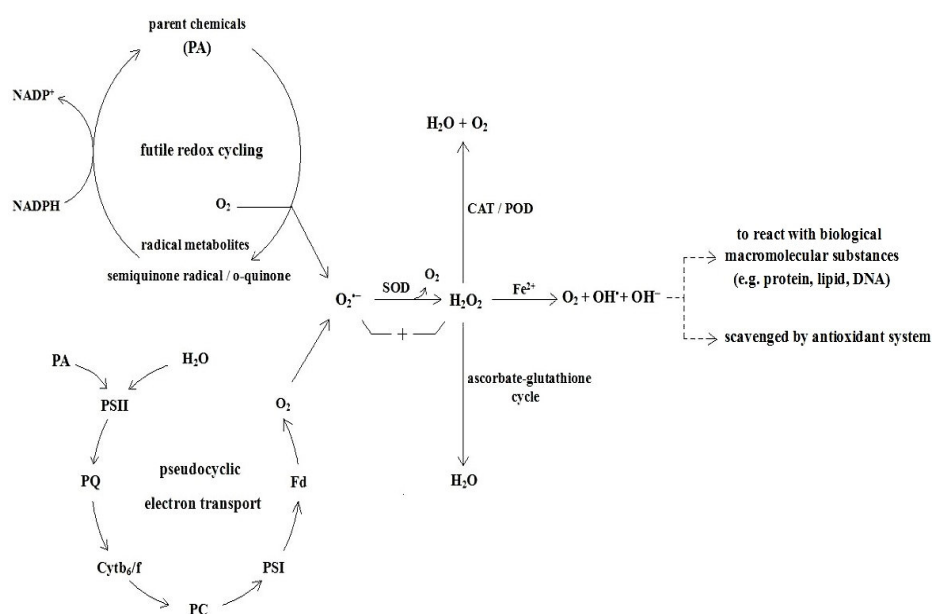 parent chemicals
(PA)
NADP⁺
futile redox cycling
NADPH
O₂
radical metabolites
semiquinone radical / o-quinone
H₂O + O₂
CAT / POD
O₂•−
SOD
O₂
H₂O₂
Fe²⁺
O₂ + OH• + OH−
+
to react with biological
macromolecular substances
(e.g. protein, lipid, DNA)
scavenged by antioxidant system
ascorbate-glutathione
cycle
H₂O
PA
H₂O
PSII
O₂
PQ
pseudocyclic
electron transport
Fd
Cytb₆/f
PSI
PC